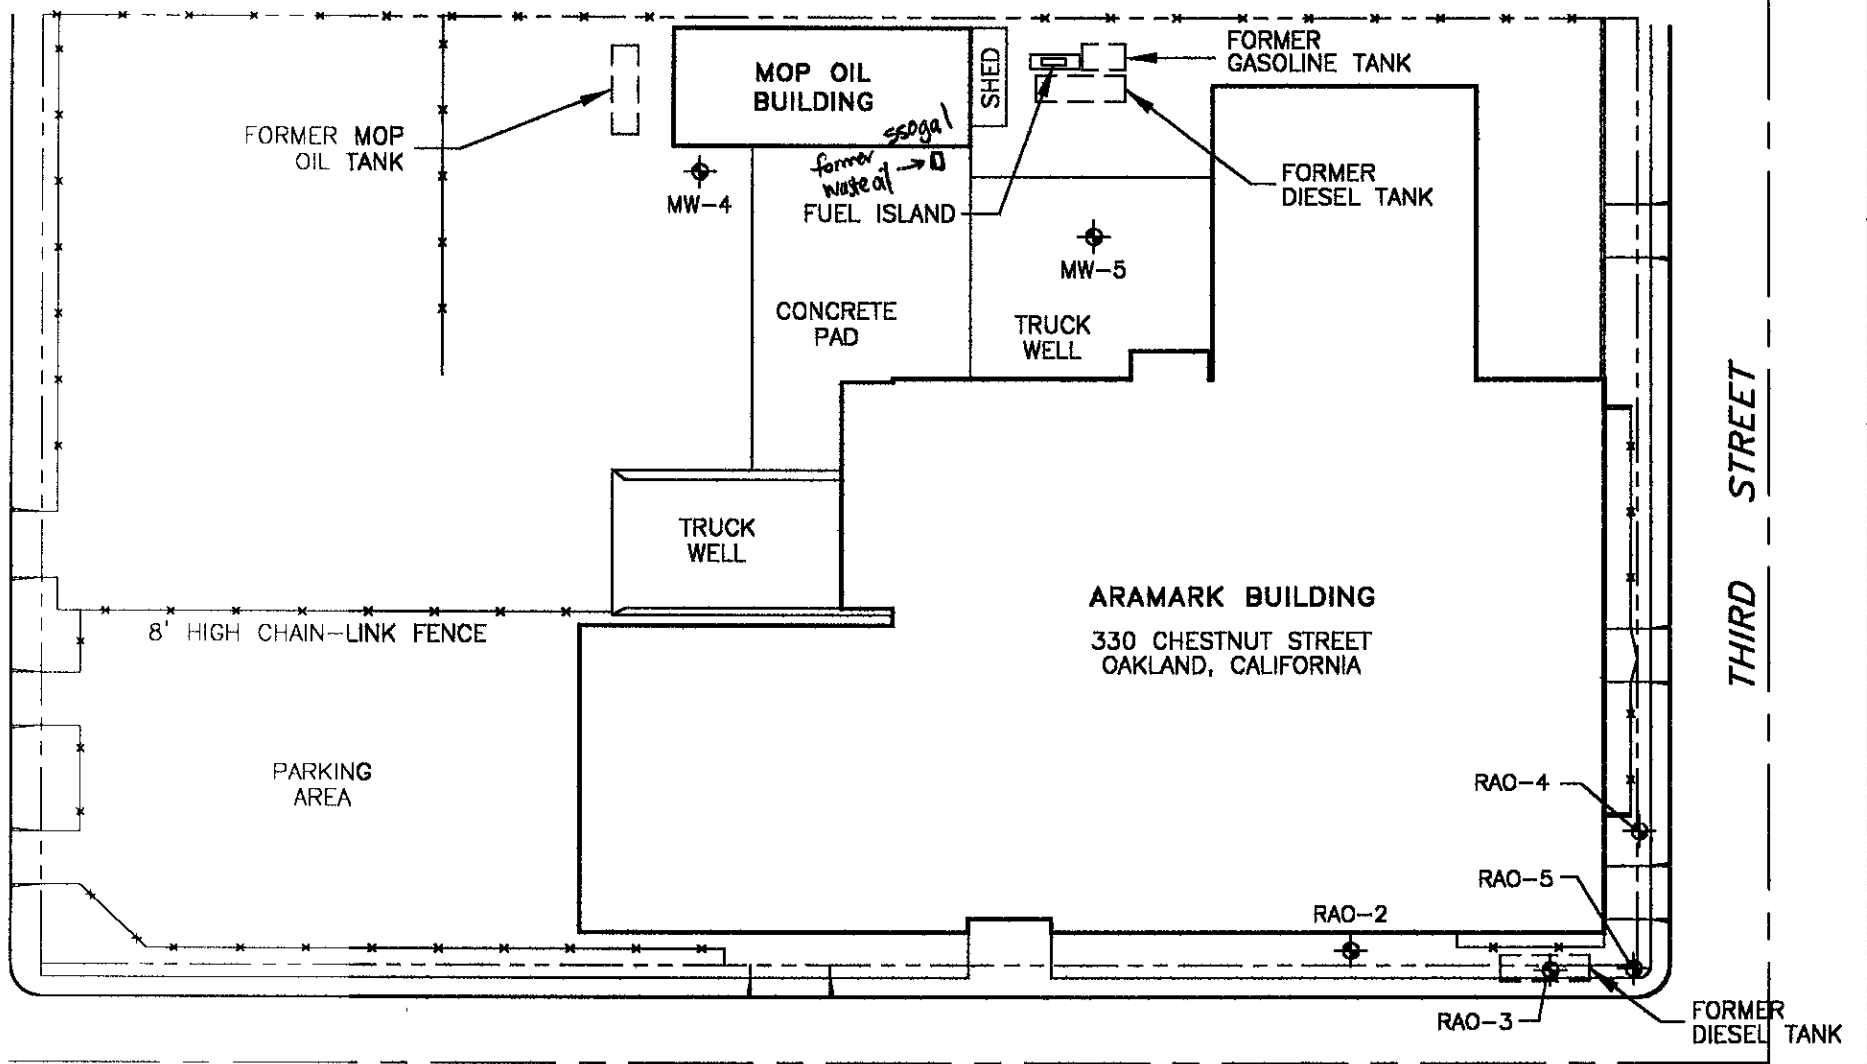 FORMER
GASOLINE TANK
MOP OIL
BUILDING
SHED
FORMER MOP
OIL TANK
former
waste oil
FORMER
DIESEL TANK
MW-4
FUEL ISLAND
MW-5
CONCRETE
PAD
TRUCK
WELL
THIRD STREET
TRUCK
WELL
ARAMARK BUILDING
330 CHESTNUT STREET
OAKLAND, CALIFORNIA
8' HIGH CHAIN-LINK FENCE
PARKING
AREA
RAO-4
RAO-5
RAO-2
RAO-3
FORMER
DIESEL TANK